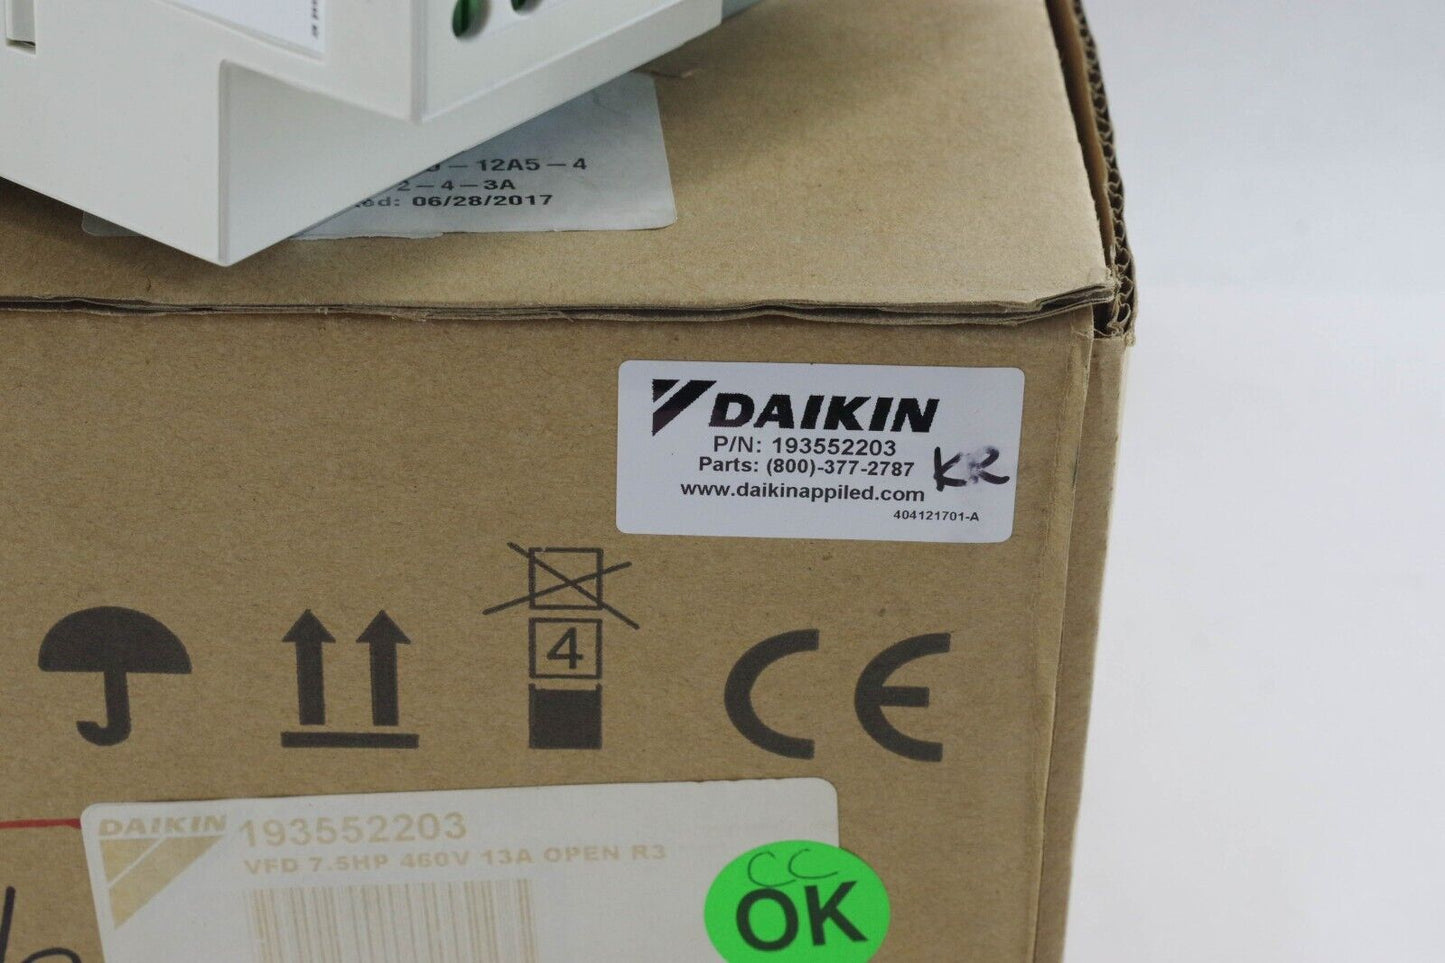 -12A5-4
2-4-3A
06/28/2017
DAIKIN
P/N: 193552203
Parts: (800)-377-2787
KR
www.daikinappiled.com
404121701-A
4
CE
DAIKIN 193552203
VFD 7.5HP 460V 13A OPEN R3
CC
OK